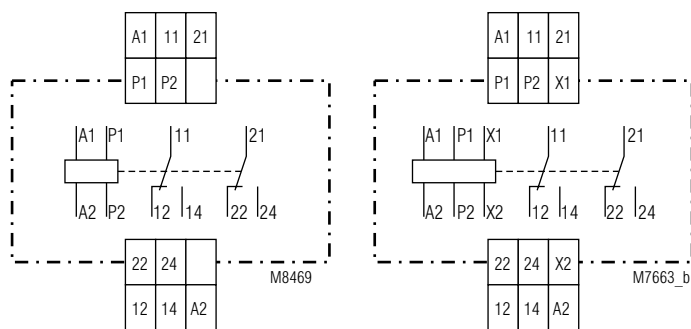 A1 11 21
P1 P2
A1 P1 11 21
A2 P2 12 14 22 24
22 24
M8469
12 14 A2
A1 11 21
P1 P2 X1
A1 P1 X1 11 21
A2 P2 X2 12 14 22 24
22 24 X2
M7663_b
12 14 A2